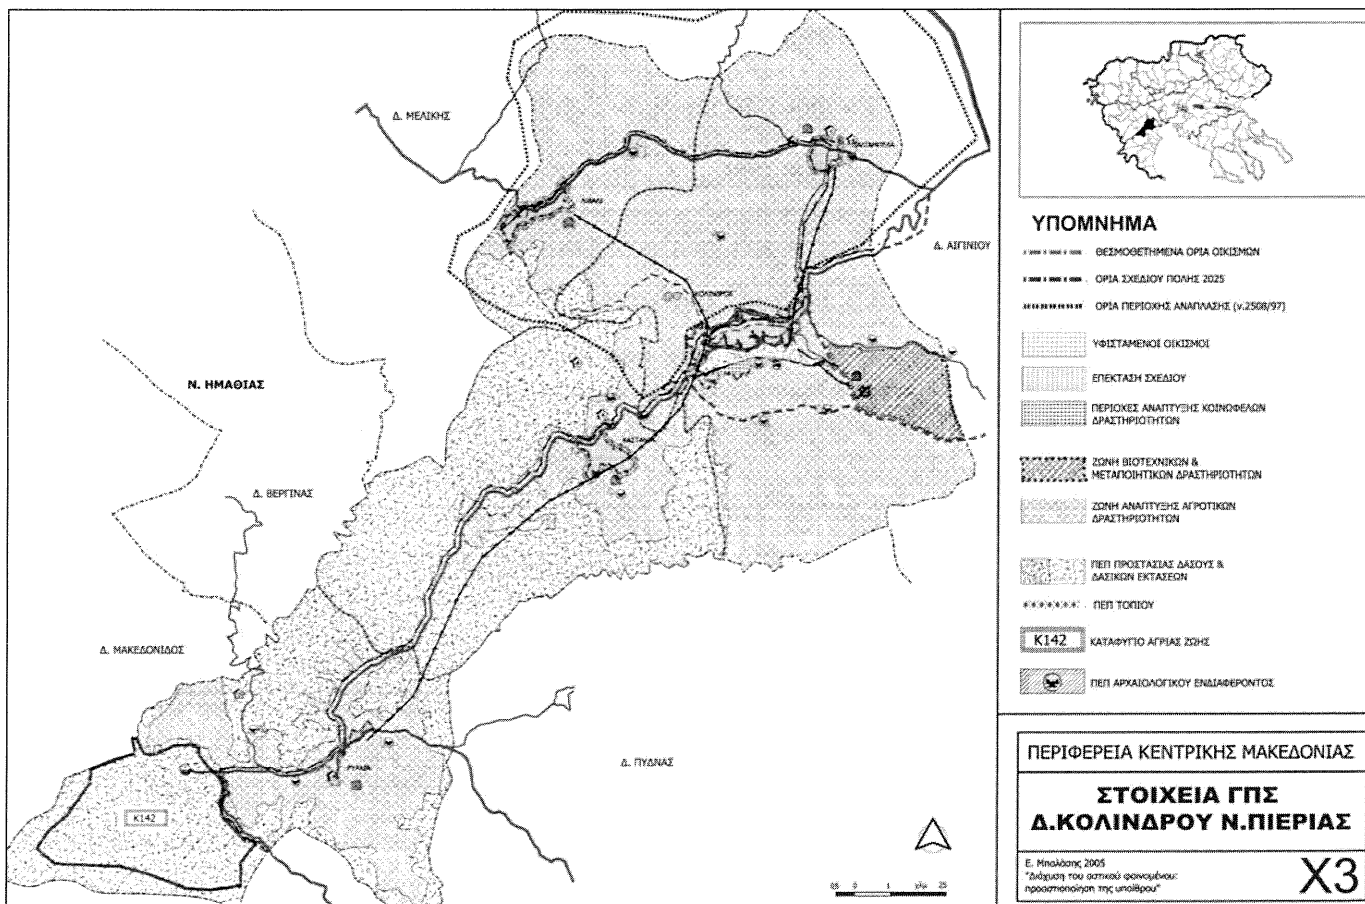 Δ. ΜΕΛΙΚΗΣ
Δ. ΑΙΓΙΝΙΟΥ
Ν. ΗΜΑΘΙΑΣ
Δ. ΒΕΡΓΙΝΑΣ
Δ. ΜΑΚΕΔΟΝΙΔΟΣ
Δ. ΠΥΔΝΑΣ
K142
ΥΠΟΜΝΗΜΑ
ΘΕΣΜΟΘΕΤΗΜΕΝΑ ΟΡΙΑ ΟΙΚΙΣΜΩΝ
ΟΡΙΑ ΣΧΕΔΙΟΥ ΠΟΛΗΣ 2025
ΟΡΙΑ ΠΕΡΙΟΧΗΣ ΑΝΑΠΛΑΣΗΣ (ν.2508/97)
ΥΦΙΣΤΑΜΕΝΟΙ ΟΙΚΙΣΜΟΙ
ΕΠΕΚΤΑΣΗ ΣΧΕΔΙΟΥ
ΠΕΡΙΟΧΕΣ ΑΝΑΠΤΥΞΗΣ ΚΟΙΝΩΦΕΛΩΝ
ΔΡΑΣΤΗΡΙΟΤΗΤΩΝ
ΖΩΝΗ ΒΙΟΤΕΧΝΙΚΩΝ &
ΜΕΤΑΠΟΙΗΤΙΚΩΝ ΔΡΑΣΤΗΡΙΟΤΗΤΩΝ
ΖΩΝΗ ΑΝΑΠΤΥΞΗΣ ΑΓΡΟΤΙΚΩΝ
ΔΡΑΣΤΗΡΙΟΤΗΤΩΝ
ΠΕΠ ΠΡΟΣΤΑΣΙΑΣ ΔΑΣΟΥΣ &
ΔΑΣΙΚΩΝ ΕΚΤΑΣΕΩΝ
ΠΕΠ ΤΟΠΙΟΥ
K142 ΚΑΤΑΦΥΓΙΟ ΑΓΡΙΑΣ ΖΩΗΣ
ΠΕΠ ΑΡΧΑΙΟΛΟΓΙΚΟΥ ΕΝΔΙΑΦΕΡΟΝΤΟΣ
ΠΕΡΙΦΕΡΕΙΑ ΚΕΝΤΡΙΚΗΣ ΜΑΚΕΔΟΝΙΑΣ
ΣΤΟΙΧΕΙΑ ΓΠΣ
Δ.ΚΟΛΙΝΔΡΟΥ Ν.ΠΙΕΡΙΑΣ
Ε. Μπαλάσης 2005
"Διάχυση του αστικού φαινομένου:
προαστιοποίηση της υπαίθρου"
X3